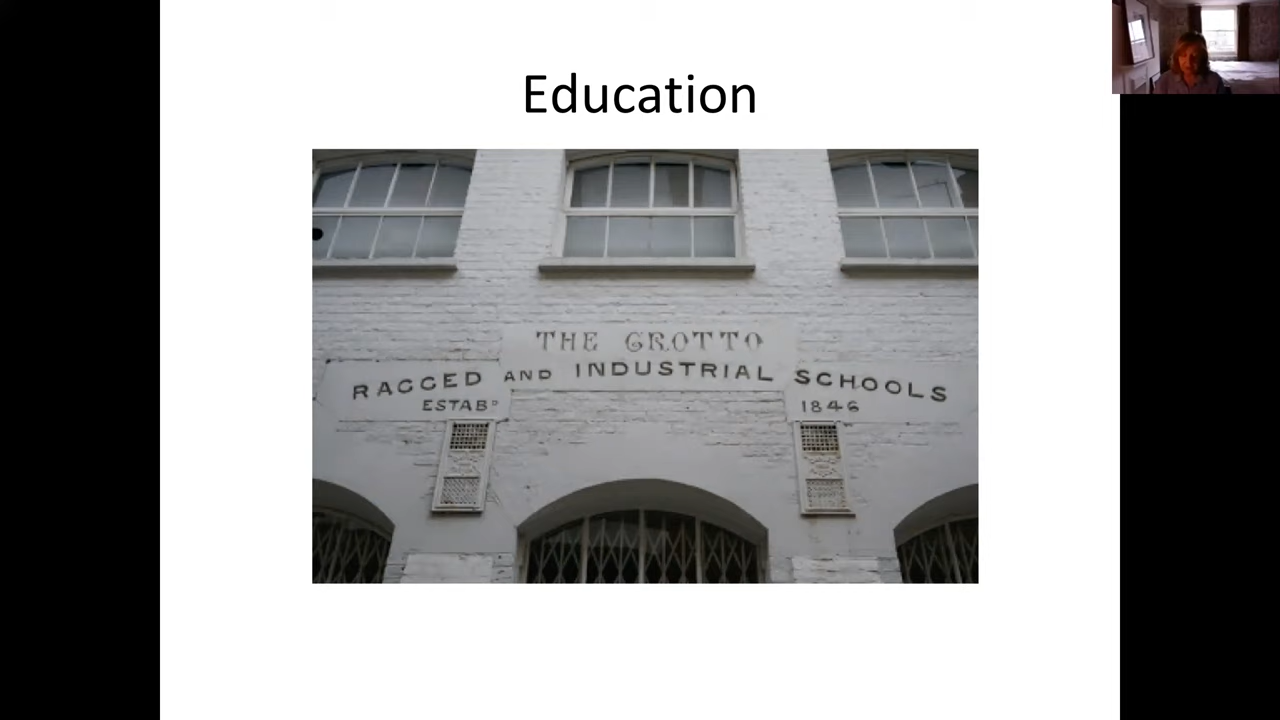 Education
THE GROTTO
RAGGED AND INDUSTRIAL SCHOOLS
ESTABD 1846